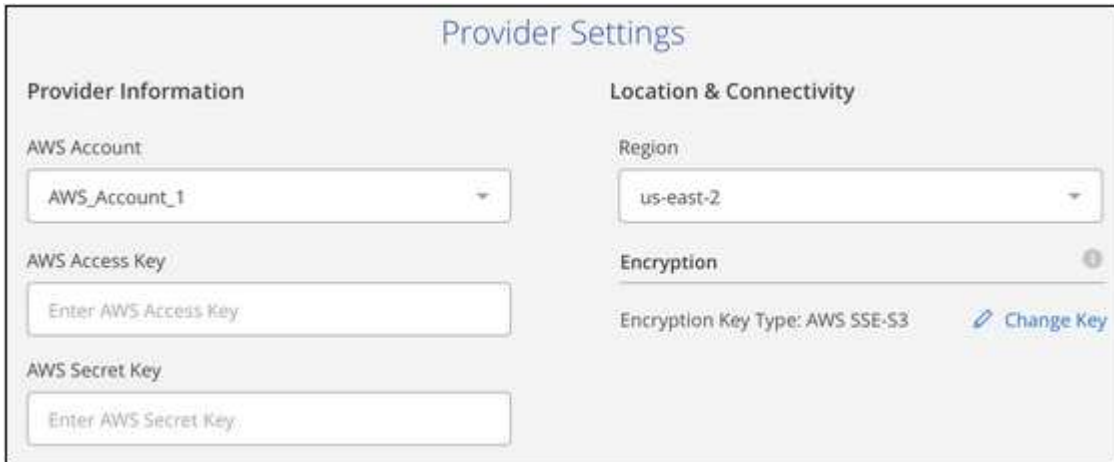 Provider Settings
Provider Information
AWS Account
AWS_Account_1
AWS Access Key
Enter AWS Access Key
AWS Secret Key
Enter AWS Secret Key
Location & Connectivity
Region
us-east-2
Encryption
Encryption Key Type: AWS SSE-S3
Change Key